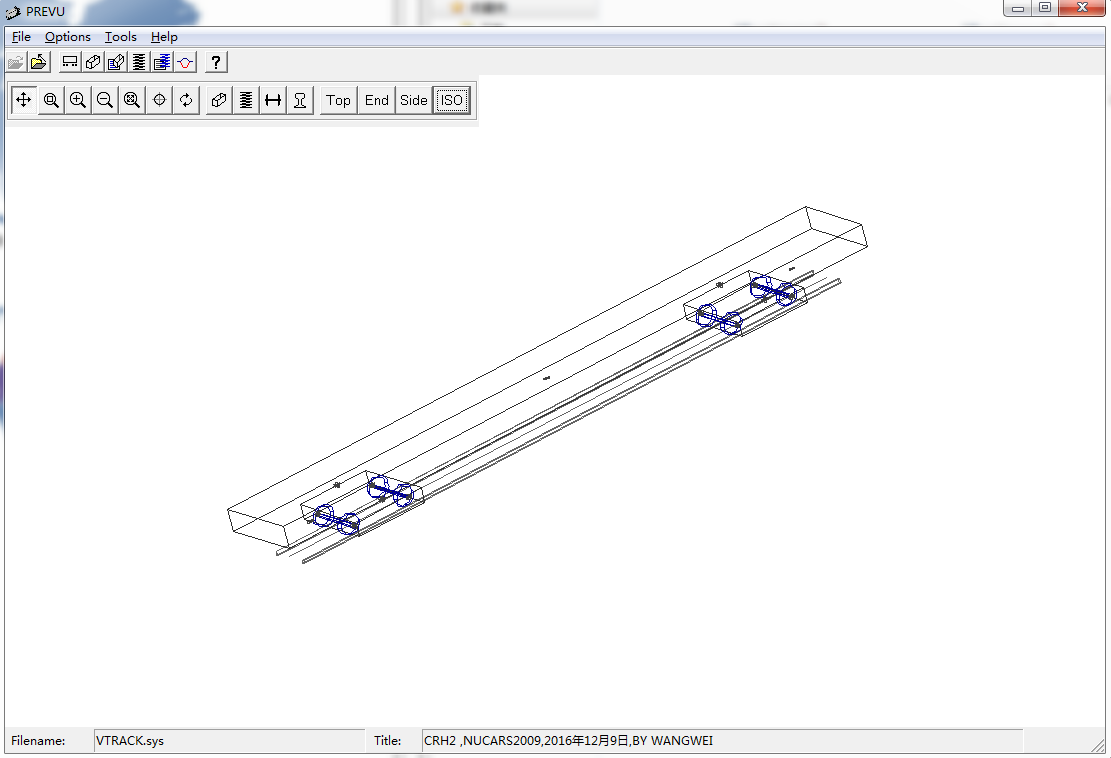 PREVU
File Options Tools Help
?
Top End Side ISO
Filename: VTRACK.sys Title: CRH2 ,NUCARS2009,2016年12月9日,BY WANGWEI